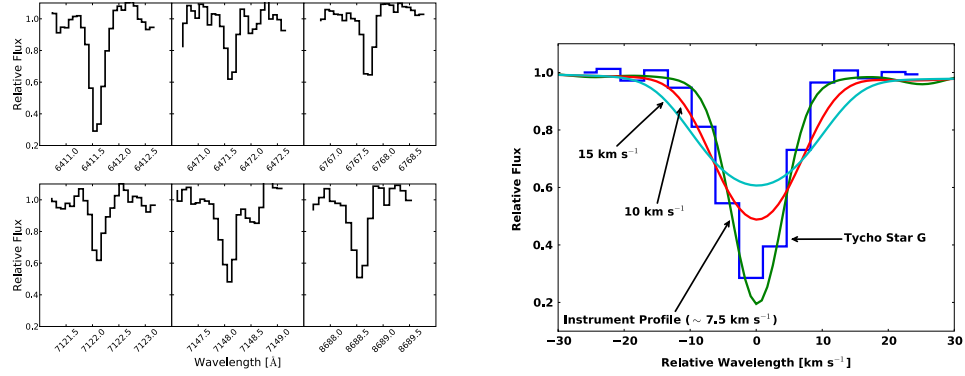 1.0
0.8
0.6
0.4
0.2
Relative Flux
6411.0 6411.5 6412.0 6412.5
6471.0 6471.5 6472.0 6472.5
6767.0 6767.5 6768.0 6768.5
1.0
0.8
0.6
0.4
0.2
Relative Flux
7121.5 7122.0 7122.5 7123.0
7147.5 7148.0 7148.5 7149.0
8688.0 8688.5 8689.0 8689.5
Wavelength [Å]
1.0
0.8
0.6
0.4
0.2
Relative Flux
15 km s⁻¹
10 km s⁻¹
Tycho Star G
Instrument Profile (∼ 7.5 km s⁻¹)
−30 −20 −10 0 10 20 30
Relative Wavelength [km s⁻¹]